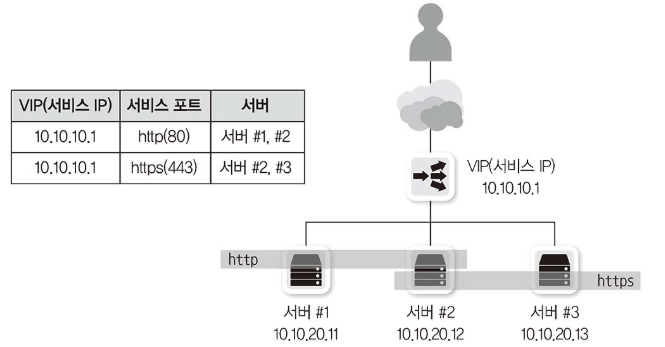 VIP(서비스 IP) 서비스 포트 서버
10.10.10.1 http(80) 서버 #1, #2
10.10.10.1 https(443) 서버 #2, #3
VIP(서비스 IP)
10.10.10.1
http
https
서버 #1 서버 #2 서버 #3
10.10.20.11 10.10.20.12 10.10.20.13